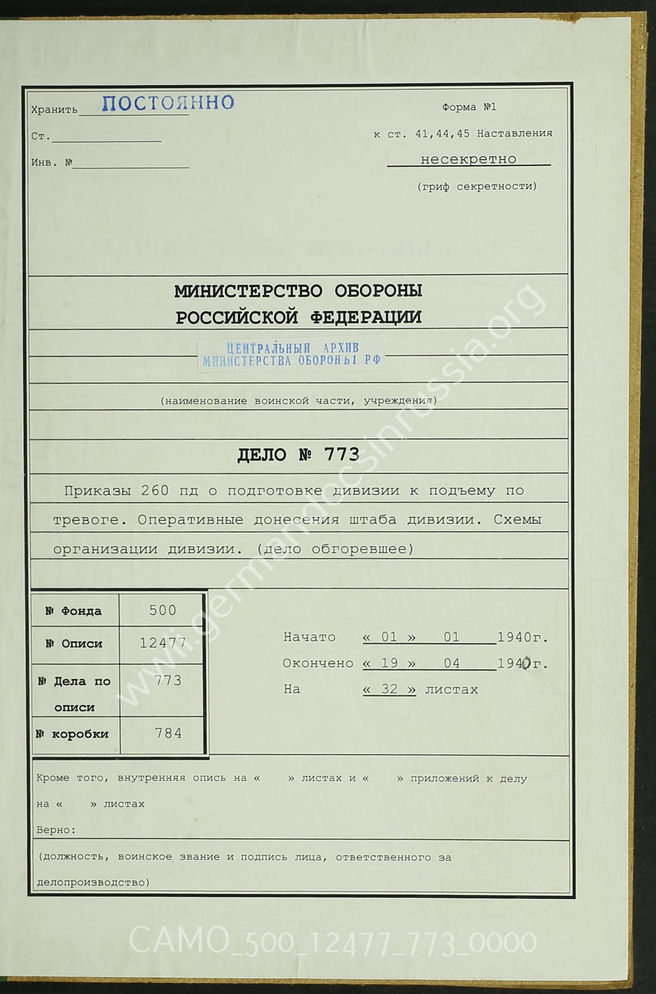 Хранить ПОСТОЯННО
Форма №1
Ст.
к ст. 41,44,45 Наставления
Инв. №
несекретно
(гриф секретности)
МИНИСТЕРСТВО ОБОРОНЫ
РОССИЙСКОЙ ФЕДЕРАЦИИ
ЦЕНТРАЛЬНЫЙ АРХИВ
МИНИСТЕРСТВА ОБОРОНЫ РФ
(наименование воинской части, учреждения)
ДЕЛО № 773
Приказы 260 пд о подготовке дивизии к подъему по
тревоге. Оперативные донесения штаба дивизии. Схемы
организации дивизии. (дело обгоревшее)
№ Фонда 500
№ Описи 12477
№ Дела по описи 773
№ коробки 784
Начато « 01 » 01 1940г.
Окончено « 19 » 04 1940г.
На « 32 » листах
Кроме того, внутренняя опись на « » листах и « » приложений к делу
на « » листах
Верно:
(должность, воинское звание и подпись лица, ответственного за
делопроизводство)
www.germandocsinrussia.org
CAMO_500_12477_773_0000